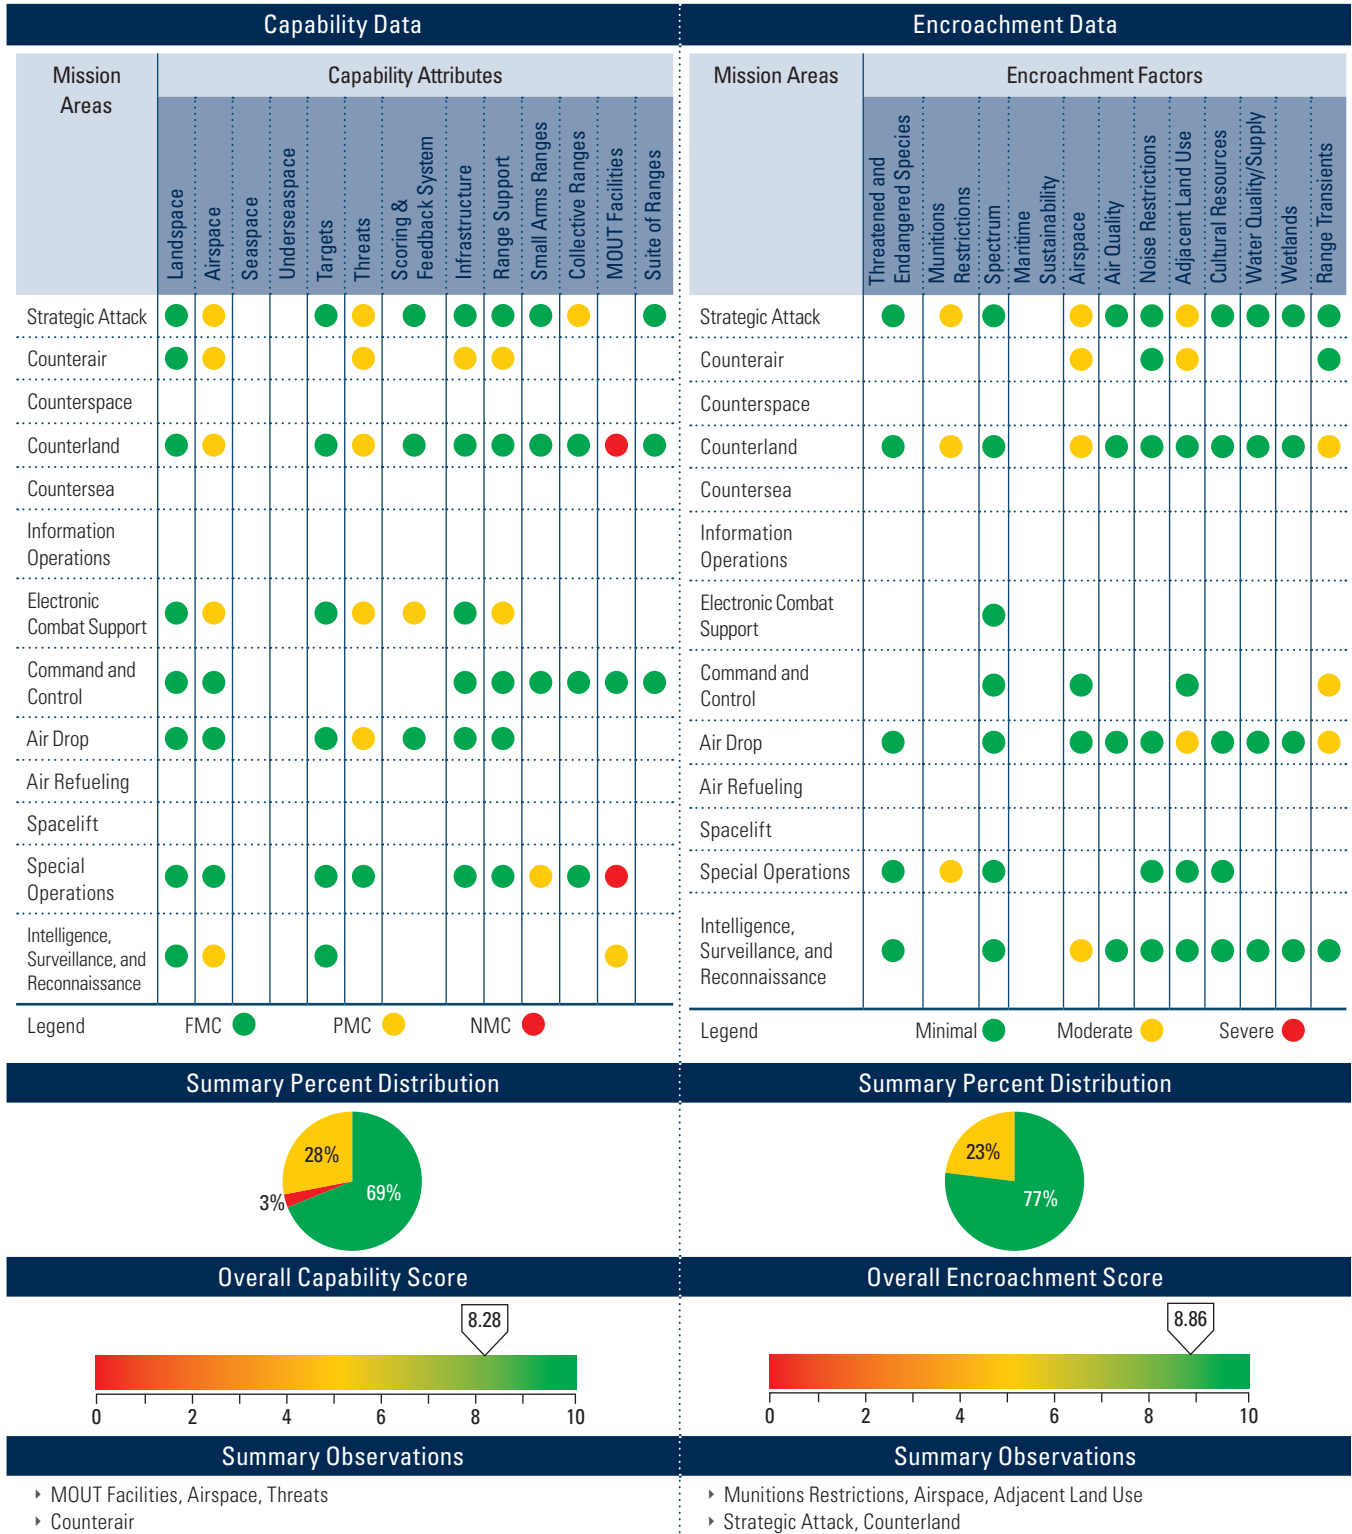 Capability Data
Mission
Areas
Capability Attributes
Landspace
Airspace
Seaspace
Underseaspace
Targets
Threats
Scoring &
Feedback System
Infrastructure
Range Support
Small Arms Ranges
Collective Ranges
MOUT Facilities
Suite of Ranges
Strategic Attack
Counterair
Counterspace
Counterland
Countersea
Information
Operations
Electronic
Combat Support
Command and
Control
Air Drop
Air Refueling
Spacelift
Special
Operations
Intelligence,
Surveillance, and
Reconnaissance
Legend FMC PMC NMC
Summary Percent Distribution
28%
3%
69%
Overall Capability Score
8.28
0 2 4 6 8 10
Summary Observations
‣ MOUT Facilities, Airspace, Threats
‣ Counterair
Encroachment Data
Mission Areas
Encroachment Factors
Threatened and
Endangered Species
Munitions
Restrictions
Spectrum
Maritime
Sustainability
Airspace
Air Quality
Noise Restrictions
Adjacent Land Use
Cultural Resources
Water Quality/Supply
Wetlands
Range Transients
Strategic Attack
Counterair
Counterspace
Counterland
Countersea
Information
Operations
Electronic Combat
Support
Command and
Control
Air Drop
Air Refueling
Spacelift
Special Operations
Intelligence,
Surveillance, and
Reconnaissance
Legend Minimal Moderate Severe
Summary Percent Distribution
23%
77%
Overall Encroachment Score
8.86
0 2 4 6 8 10
Summary Observations
‣ Munitions Restrictions, Airspace, Adjacent Land Use
‣ Strategic Attack, Counterland